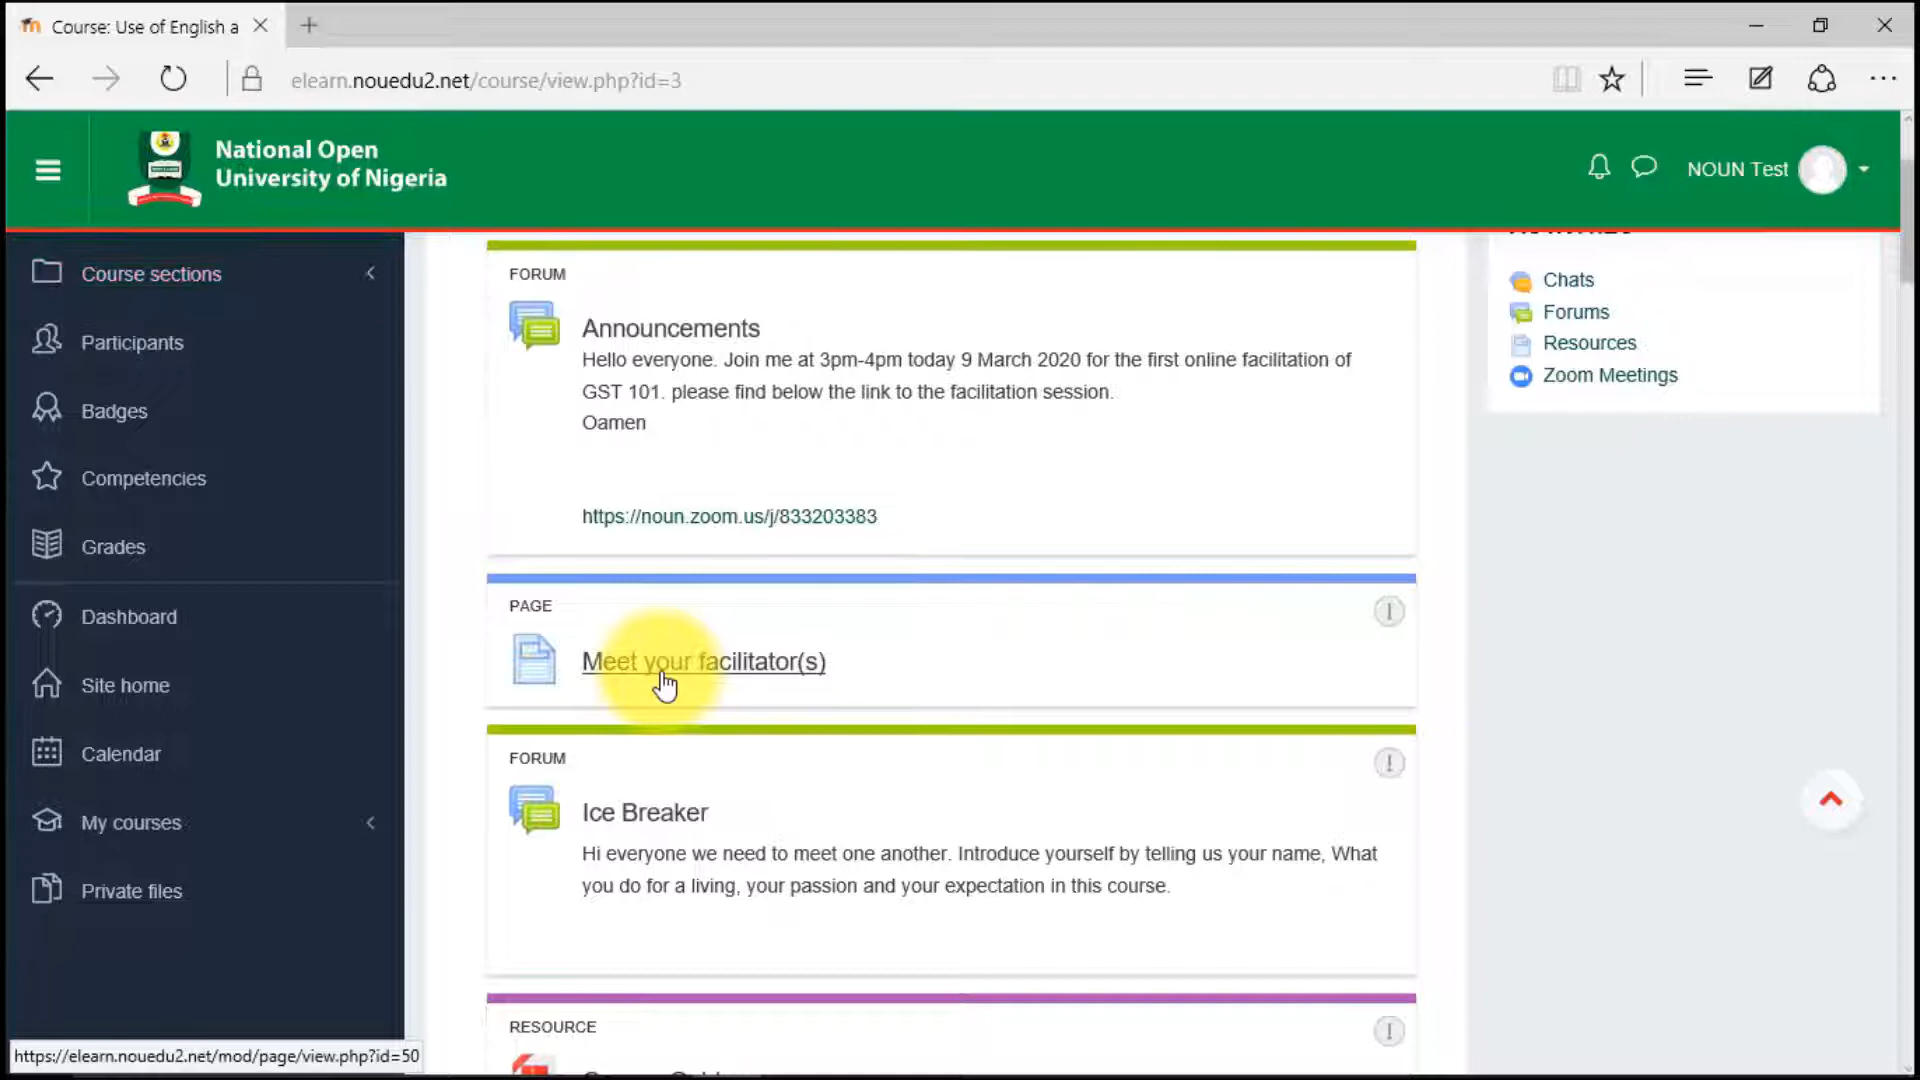 Course: Use of English a
elearn.nouedu2.net/course/view.php?id=3
National Open
University of Nigeria
NOUN Test
Course sections
Participants
Badges
Competencies
Grades
Dashboard
Site home
Calendar
My courses
Private files
FORUM
Announcements
Hello everyone. Join me at 3pm-4pm today 9 March 2020 for the first online facilitation of
GST 101. please find below the link to the facilitation session.
Oamen
https://noun.zoom.us/j/833203383
PAGE
Meet your facilitator(s)
FORUM
Ice Breaker
Hi everyone we need to meet one another. Introduce yourself by telling us your name, What
you do for a living, your passion and your expectation in this course.
RESOURCE
Chats
Forums
Resources
Zoom Meetings
https://elearn.nouedu2.net/mod/page/view.php?id=50